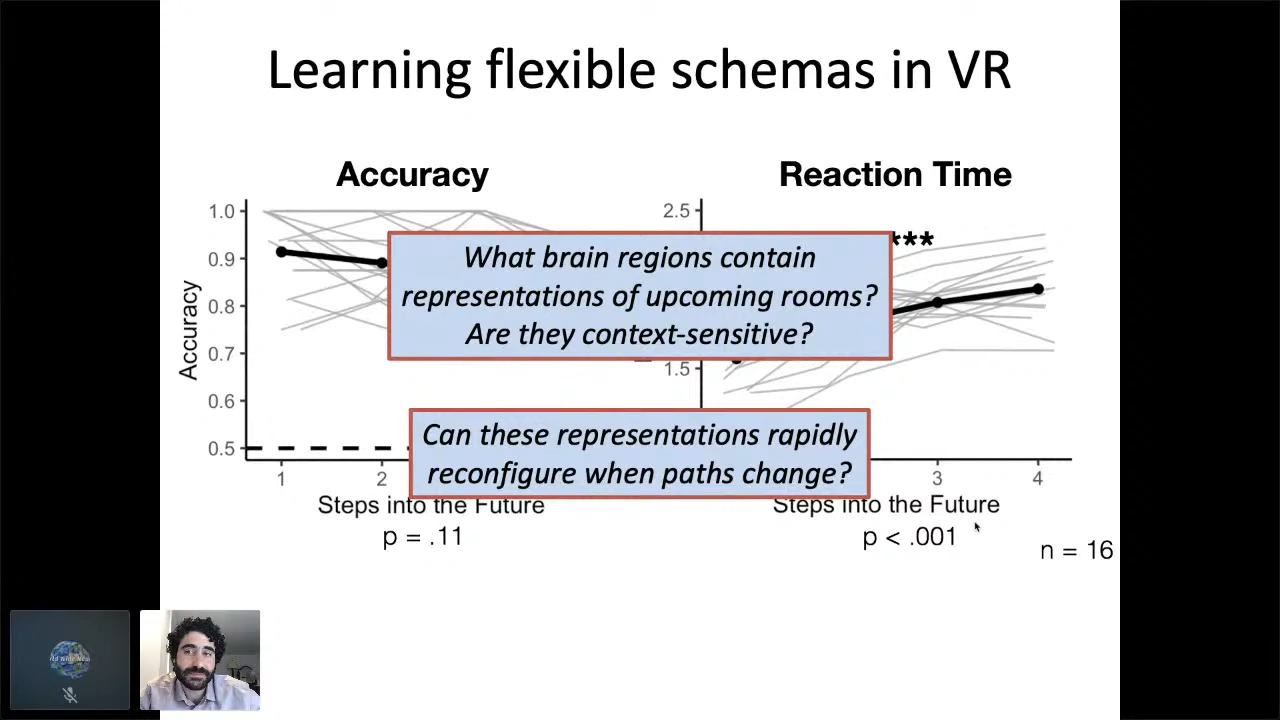 Learning flexible schemas in VR
Accuracy
Reaction Time
1.0
0.9
0.8
0.7
0.6
0.5
Accuracy
1
2
Steps into the Future
p = .11
2.5
1.5
***
3
4
Steps into the Future
p < .001
n = 16
What brain regions contain
representations of upcoming rooms?
Are they context-sensitive?
Can these representations rapidly
reconfigure when paths change?